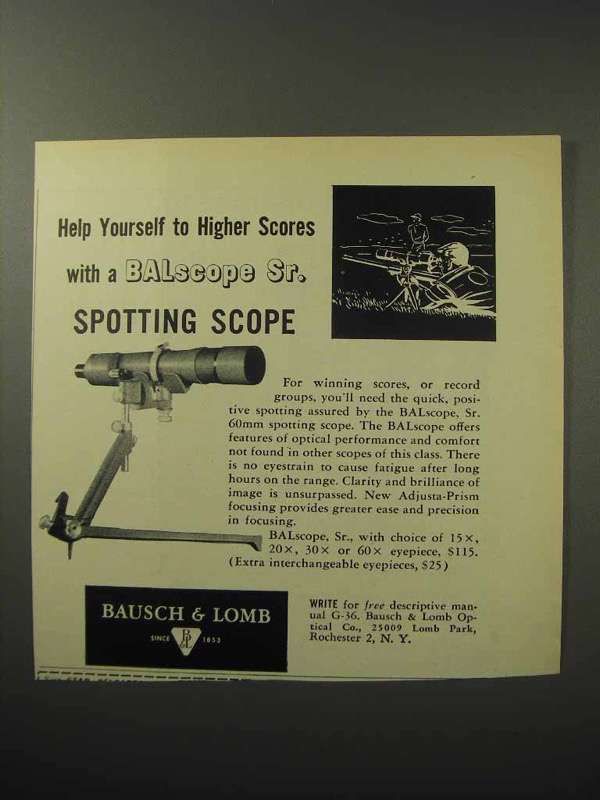 Help Yourself to Higher Scores
with a BALscope Sr.
SPOTTING SCOPE
For winning scores, or record
groups, you'll need the quick, posi-
tive spotting assured by the BALscope, Sr.
60mm spotting scope. The BALscope offers
features of optical performance and comfort
not found in other scopes of this class. There
is no eyestrain to cause fatigue after long
hours on the range. Clarity and brilliance of
image is unsurpassed. New Adjusta-Prism
focusing provides greater ease and precision
in focusing.
BALscope, Sr., with choice of 15×,
20×, 30× or 60× eyepiece, $115.
(Extra interchangeable eyepieces, $25)
BAUSCH & LOMB
SINCE 1853
WRITE for free descriptive man-
ual G-36. Bausch & Lomb Op-
tical Co., 25009 Lomb Park,
Rochester 2, N. Y.